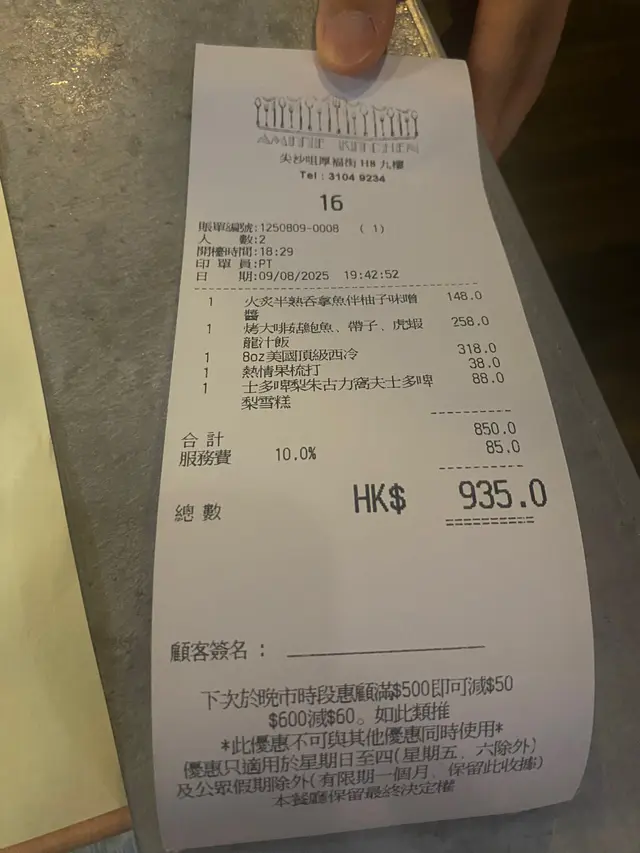 AMITIE KITCHEN
尖沙咀厚福街 H8 九樓
Tel : 3104 9234
16
賬單編號:1250809-0008 ( 1)
人 數:2
開檯時間:18:29
印 單 員:PT
日 期:09/08/2025 19:42:52
1 火炙半熟吞拿魚伴柚子味噌 148.0
醬
1 烤大啡菇鮑魚、帶子、虎蝦 258.0
龍汁飯
1 8oz美國頂級西冷 318.0
1 熱情果梳打 38.0
1 士多啤梨朱古力窩夫士多啤 88.0
梨雪糕
合 計 850.0
服務費 10.0% 85.0
總 數 HK$ 935.0
顧客簽名 :
下次於晚市時段惠顧滿$500即可減$50
$600減$60。如此類推
*此優惠不可與其他優惠同時使用*
優惠只適用於星期日至四(星期五、六除外)
及公眾假期除外(有限期一個月、保留此收據)
本餐廳保留最終決定權